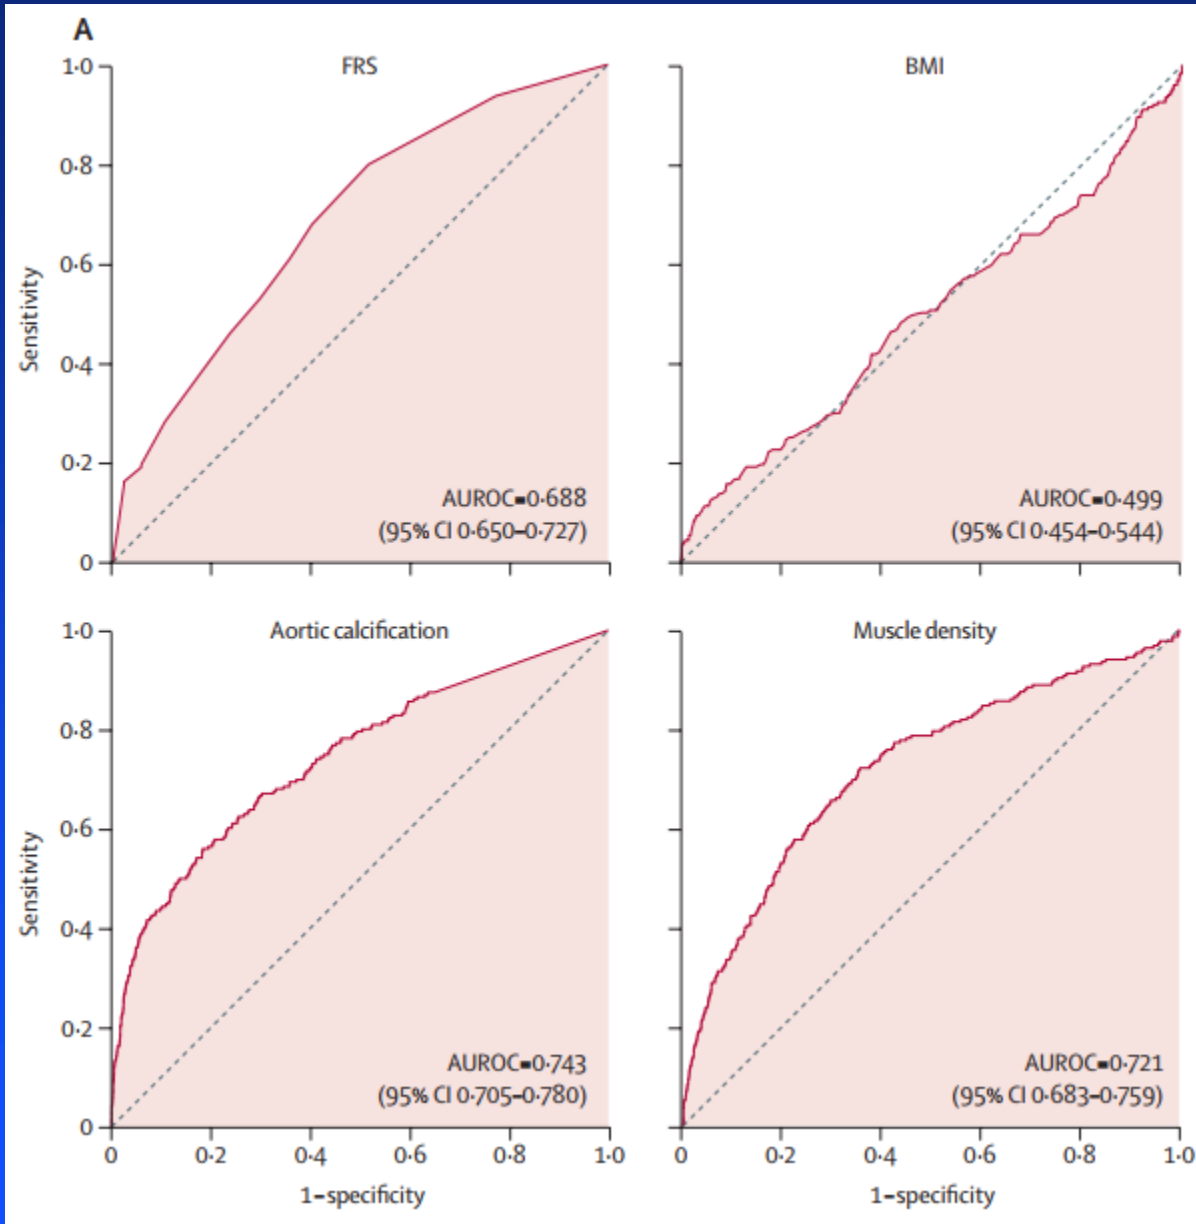 A
FRS
1·0
0·8
0·6
0·4
0·2
0
Sensitivity
AUROC=0·688
(95% CI 0·650–0·727)
BMI
AUROC=0·499
(95% CI 0·454–0·544)
Aortic calcification
1·0
0·8
0·6
0·4
0·2
0
Sensitivity
AUROC=0·743
(95% CI 0·705–0·780)
0 0·2 0·4 0·6 0·8 1·0
1–specificity
Muscle density
AUROC=0·721
(95% CI 0·683–0·759)
0 0·2 0·4 0·6 0·8 1·0
1–specificity